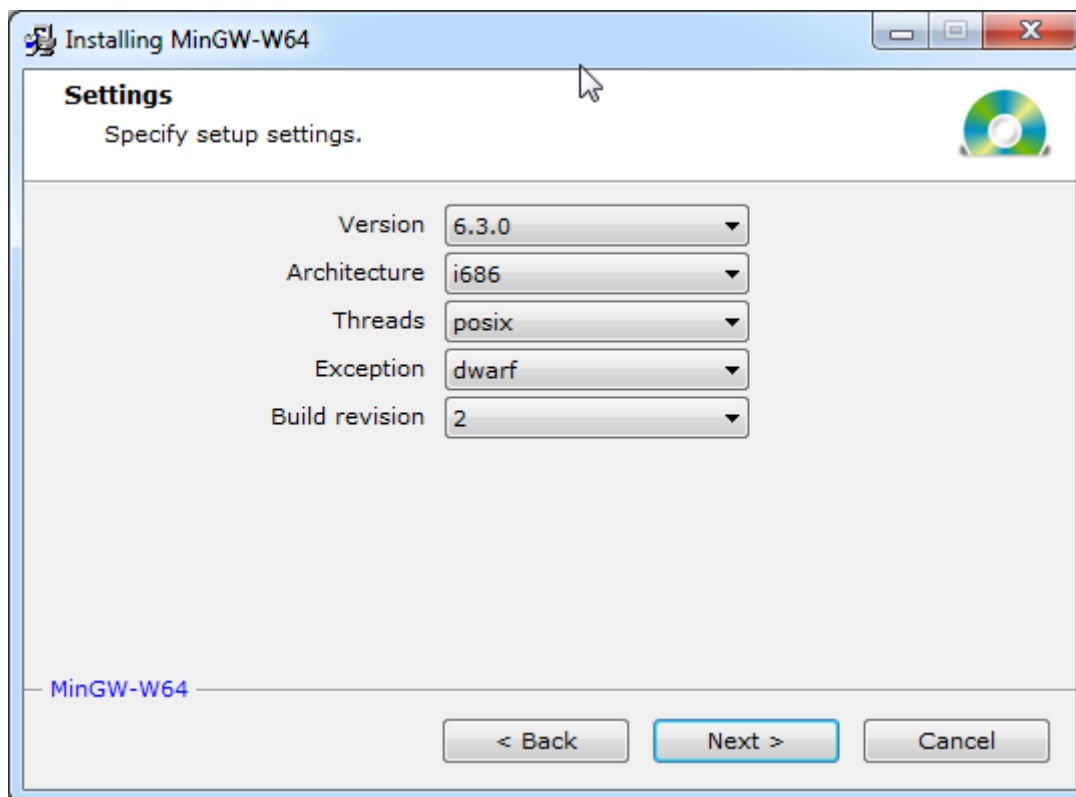 Installing MinGW-W64
Settings
Specify setup settings.
Version 6.3.0
Architecture i686
Threads posix
Exception dwarf
Build revision 2
MinGW-W64
< Back Next > Cancel